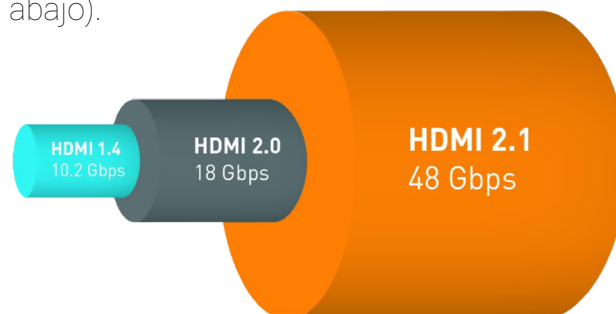 abajo).
HDMI 1.4
10.2 Gbps
HDMI 2.0
18 Gbps
HDMI 2.1
48 Gbps